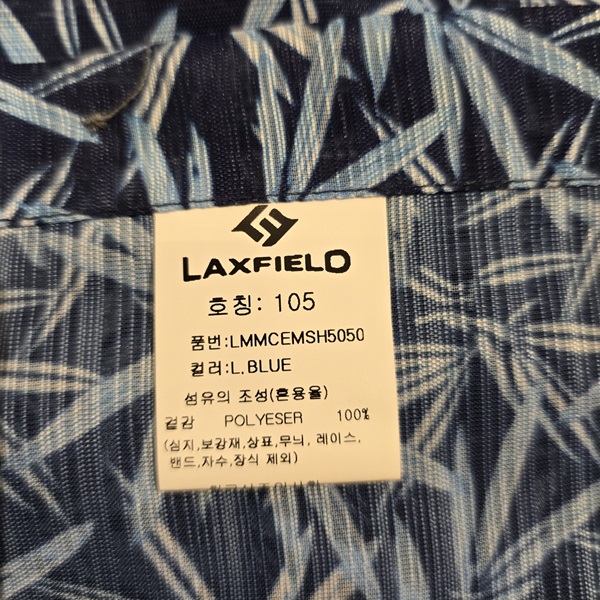 LAXFIELD
호칭: 105
품번:LMMCEMSH5050
컬러:L.BLUE
섬유의 조성(혼용율)
겉감 POLYESER 100%
(심지,보강재,상표,무늬, 레이스,
밴드,자수,장식 제외)